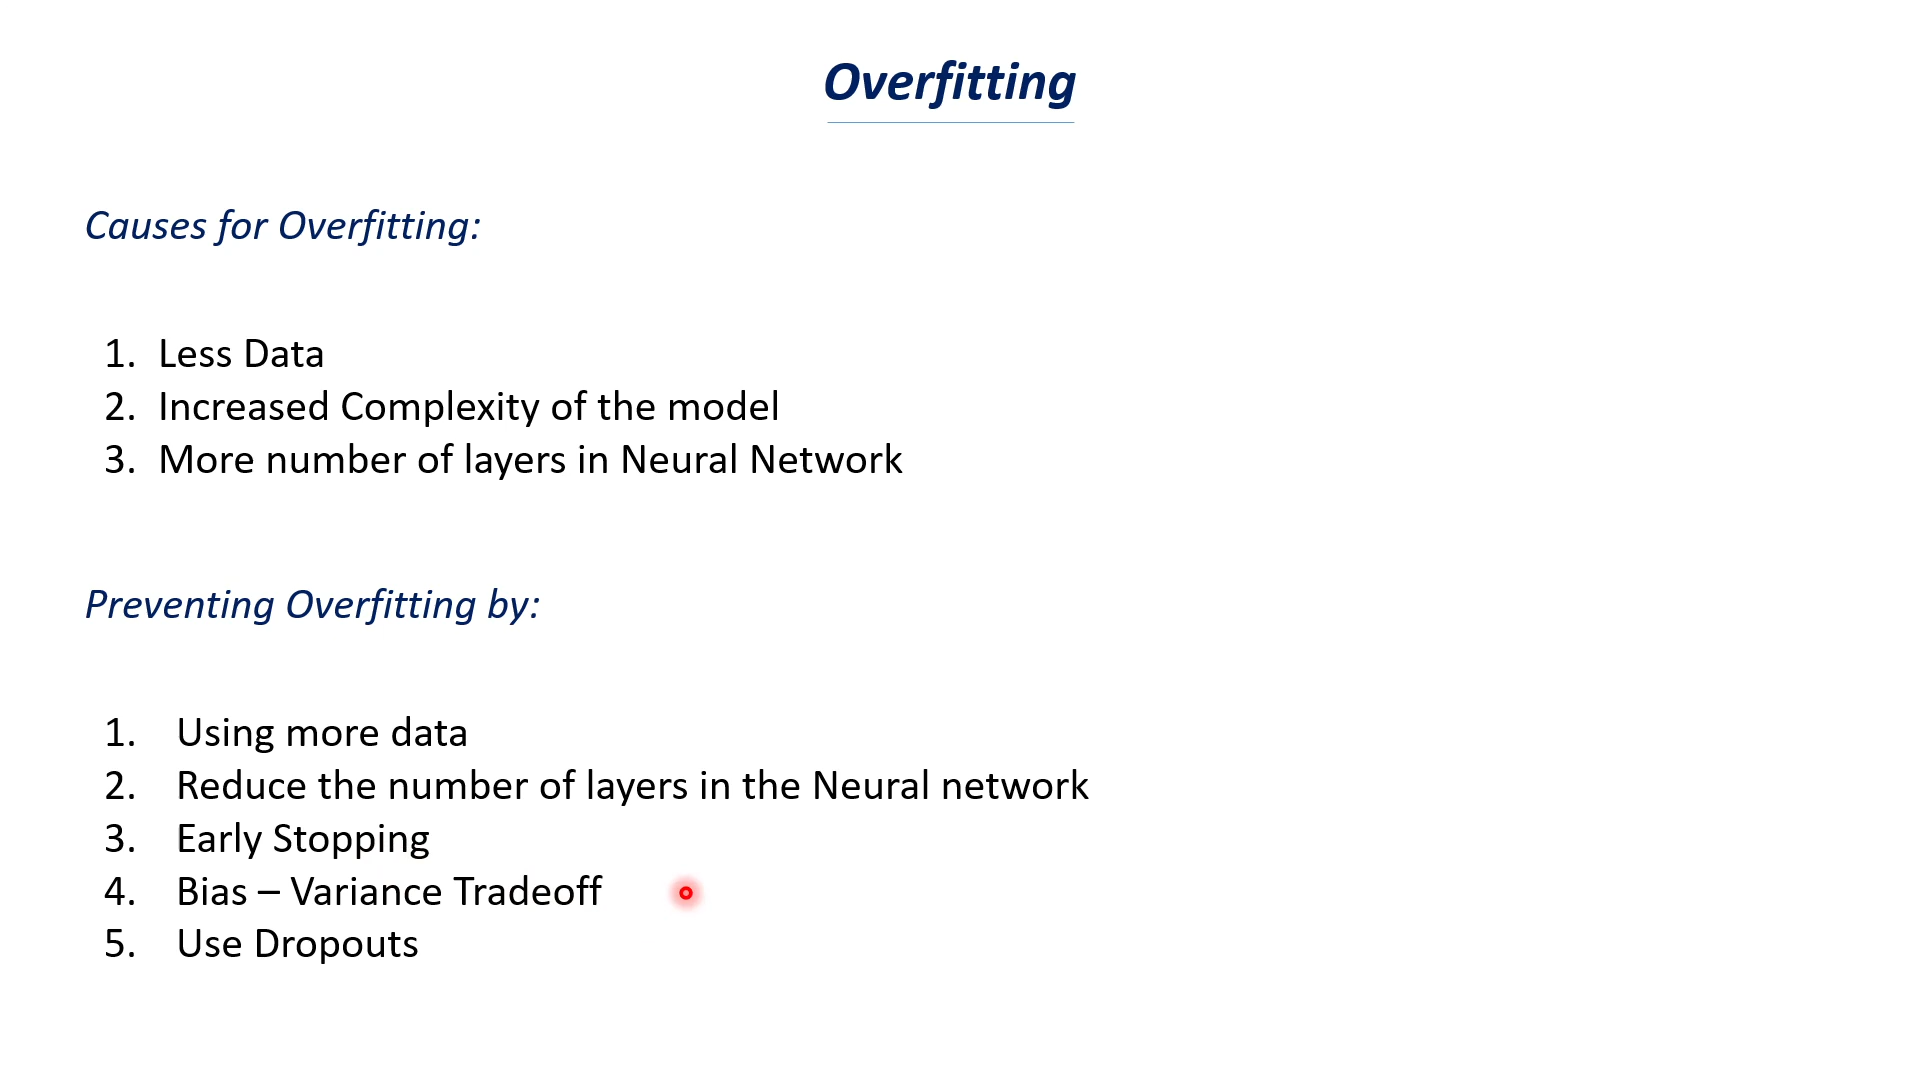 Overfitting
Causes for Overfitting:
1. Less Data
2. Increased Complexity of the model
3. More number of layers in Neural Network
Preventing Overfitting by:
1. Using more data
2. Reduce the number of layers in the Neural network
3. Early Stopping
4. Bias – Variance Tradeoff
5. Use Dropouts